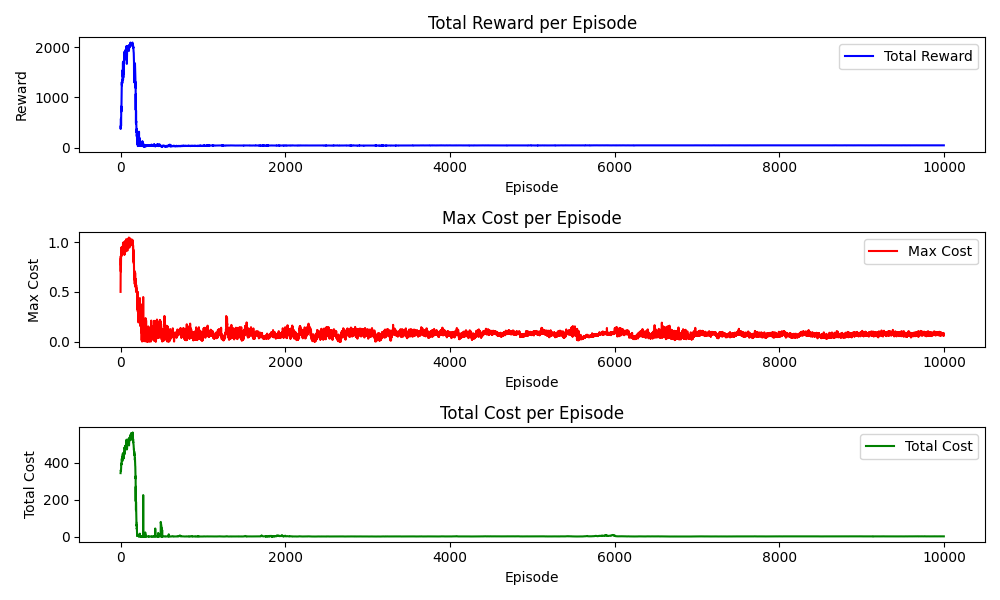 Total Reward per Episode
Reward
2000
1000
0
Total Reward
0 2000 4000 6000 8000 10000
Episode
Max Cost per Episode
Max Cost
1.0
0.5
0.0
Max Cost
0 2000 4000 6000 8000 10000
Episode
Total Cost per Episode
Total Cost
400
200
0
Total Cost
0 2000 4000 6000 8000 10000
Episode